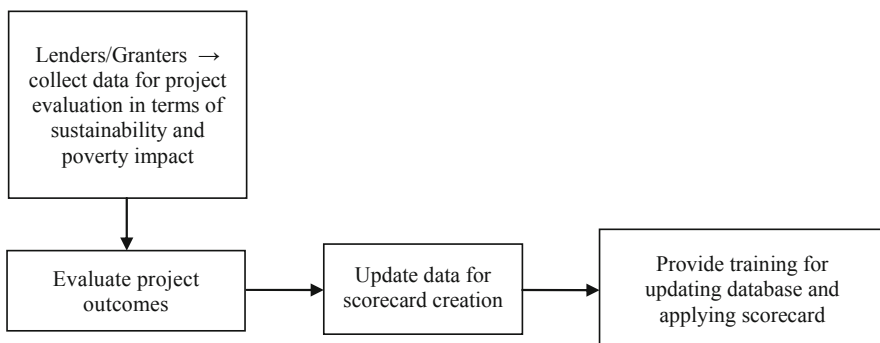 Lenders/Granters →
collect data for project
evaluation in terms of
sustainability and
poverty impact
Evaluate project
outcomes
Update data for
scorecard creation
Provide training for
updating database and
applying scorecard